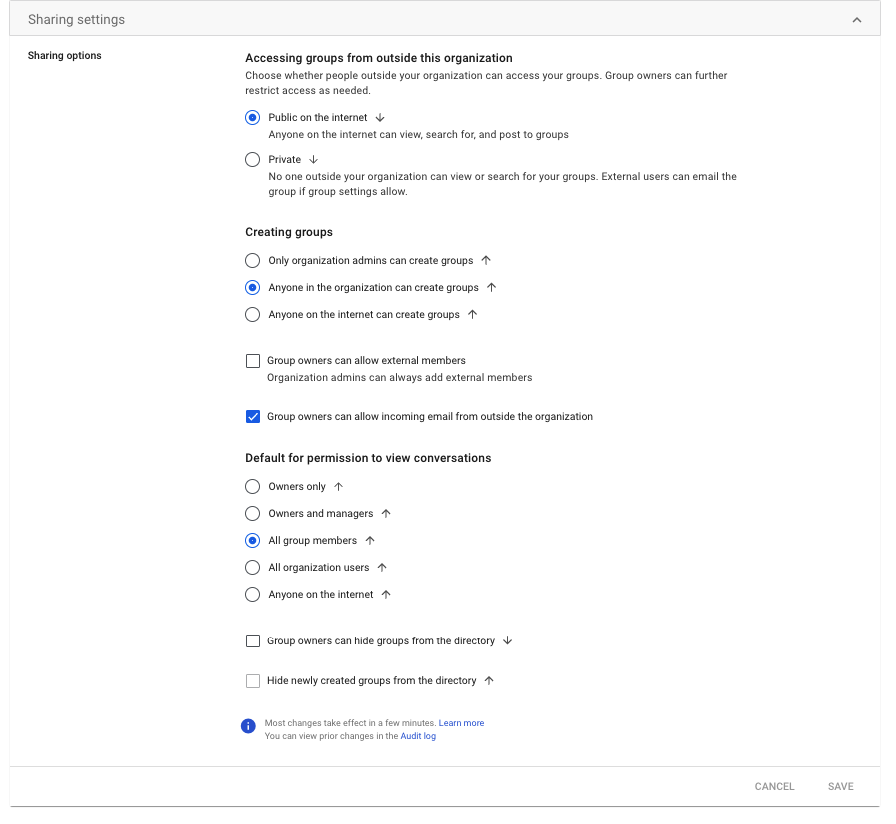 Sharing settings
Sharing options
Accessing groups from outside this organization
Choose whether people outside your organization can access your groups. Group owners can further
restrict access as needed.
Public on the internet
Anyone on the internet can view, search for, and post to groups
Private
No one outside your organization can view or search for your groups. External users can email the
group if group settings allow.
Creating groups
Only organization admins can create groups
Anyone in the organization can create groups
Anyone on the internet can create groups
Group owners can allow external members
Organization admins can always add external members
Group owners can allow incoming email from outside the organization
Default for permission to view conversations
Owners only
Owners and managers
All group members
All organization users
Anyone on the internet
Group owners can hide groups from the directory
Hide newly created groups from the directory
Most changes take effect in a few minutes. Learn more
You can view prior changes in the Audit log
CANCEL SAVE